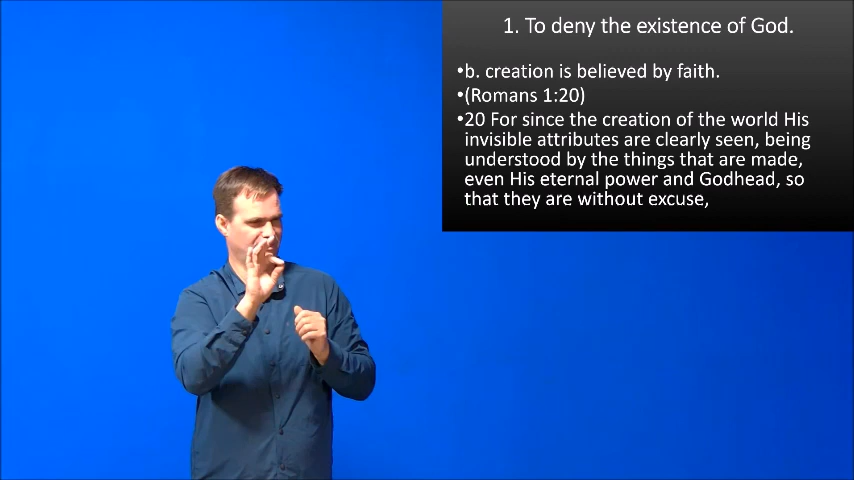 1. To deny the existence of God.
•b. creation is believed by faith.
•(Romans 1:20)
•20 For since the creation of the world His
invisible attributes are clearly seen, being
understood by the things that are made,
even His eternal power and Godhead, so
that they are without excuse,